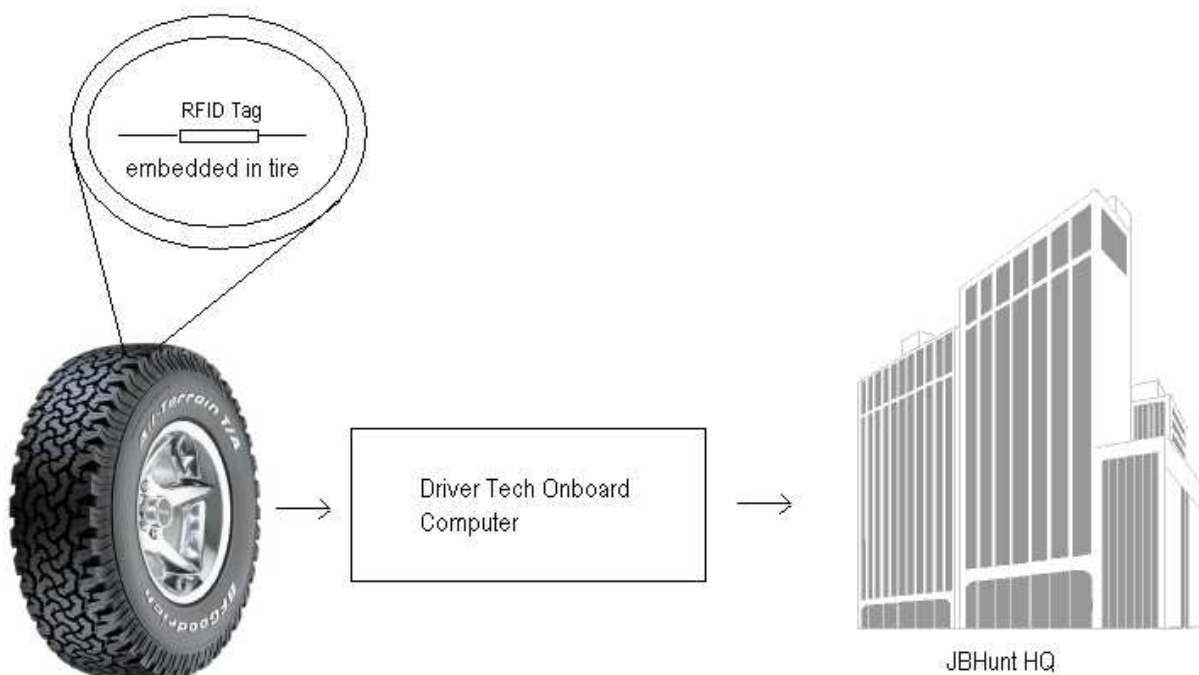 RFID Tag
embedded in tire
All-Terrain T/A
BFGoodrich
Driver Tech Onboard
Computer
JBHunt HQ